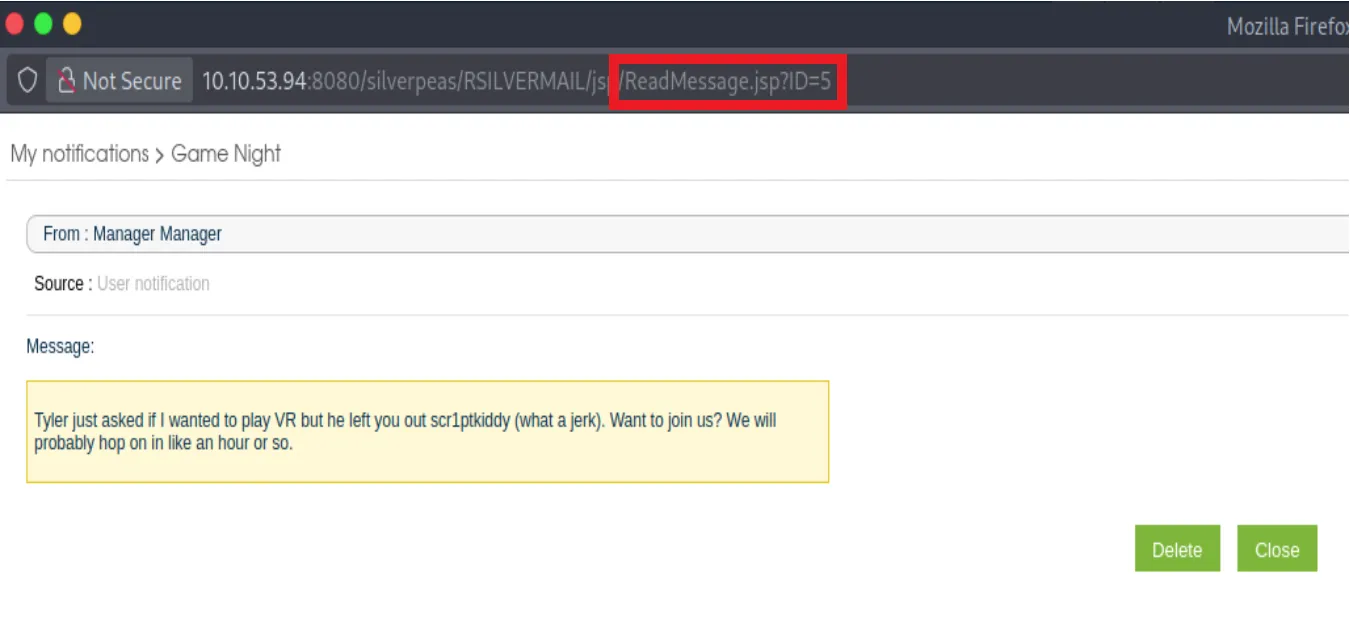 Mozilla Firefox
Not Secure 10.10.53.94:8080/silverpeas/RSILVERMAIL/jsp/ReadMessage.jsp?ID=5
My notifications > Game Night
From : Manager Manager
Source : User notification
Message:
Tyler just asked if I wanted to play VR but he left you out scr1ptkiddy (what a jerk). Want to join us? We will
probably hop on in like an hour or so.
Delete Close